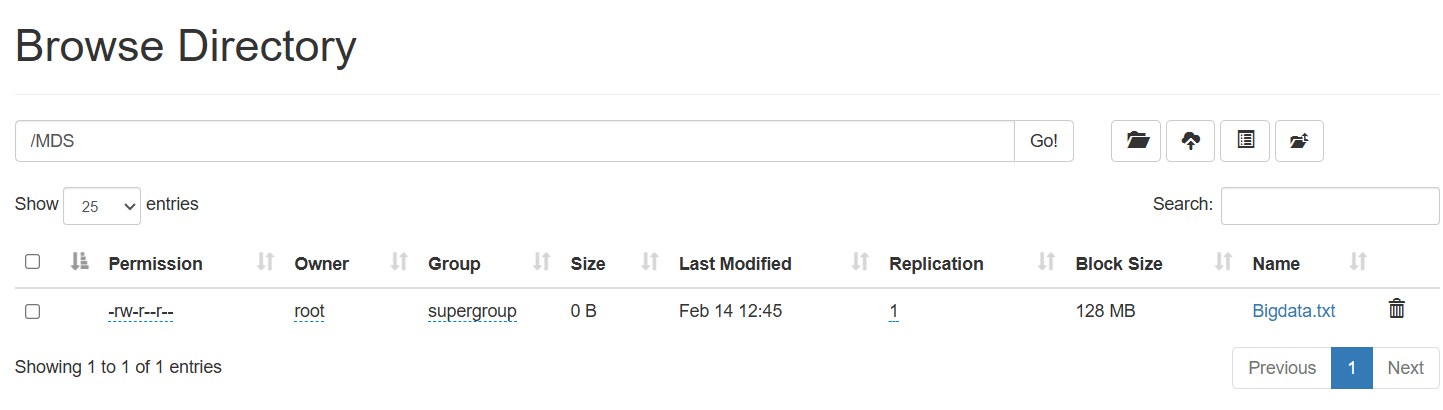 Browse Directory
/MDS Go!
Show 25 entries Search:
Permission Owner Group Size Last Modified Replication Block Size Name
-rw-r--r-- root supergroup 0 B Feb 14 12:45 1 128 MB Bigdata.txt
Showing 1 to 1 of 1 entries Previous 1 Next